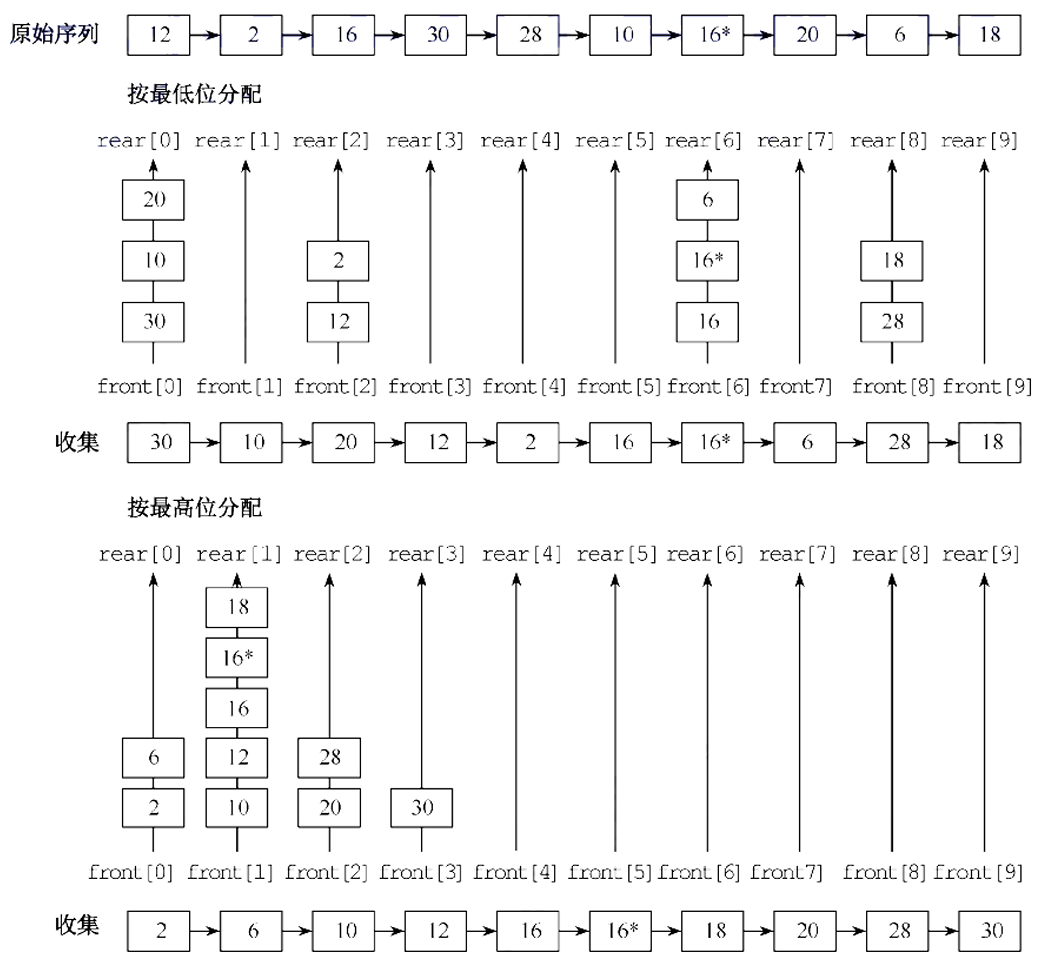 原始序列 12 2 16 30 28 10 16* 20 6 18
按最低位分配
rear[0] rear[1] rear[2] rear[3] rear[4] rear[5] rear[6] rear[7] rear[8] rear[9]
20 6
10 2 16* 18
30 12 16 28
front[0] front[1] front[2] front[3] front[4] front[5] front[6] front7] front[8] front[9]
收集 30 10 20 12 2 16 16* 6 28 18
按最高位分配
rear[0] rear[1] rear[2] rear[3] rear[4] rear[5] rear[6] rear[7] rear[8] rear[9]
18
16*
16
6 12 28
2 10 20 30
front[0] front[1] front[2] front[3] front[4] front[5] front[6] front7] front[8] front[9]
收集 2 6 10 12 16 16* 18 20 28 30